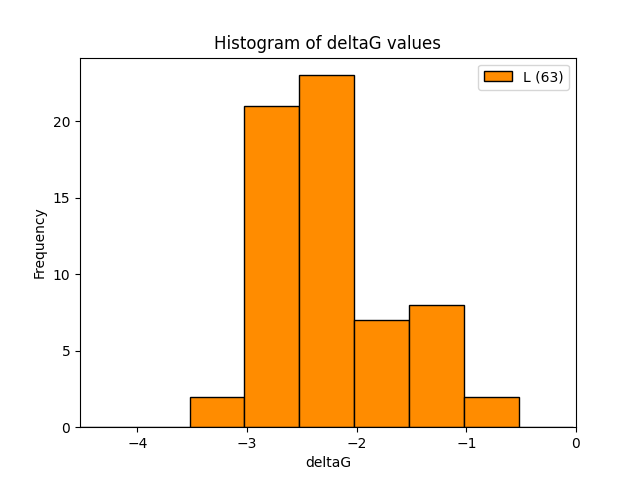 Histogram of deltaG values
L (63)
Frequency
20
15
10
5
0
−4
−3
−2
−1
0
deltaG